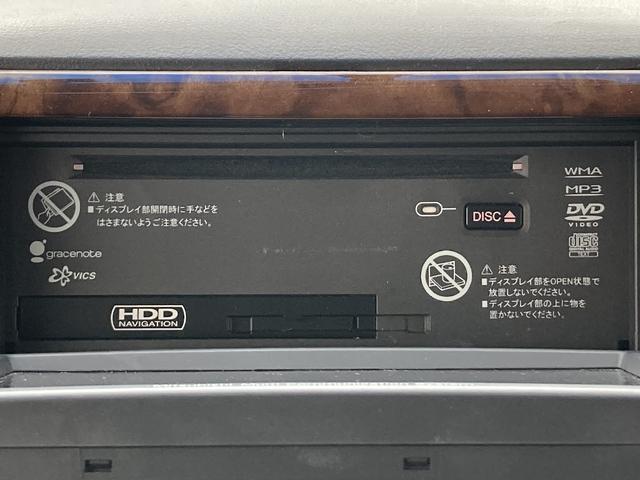 WMA
MP3
DVD
VIDEO
DISC
DIGITAL AUDIO
TEXT
DISC
注意
■ディスプレイ部開閉時に手などを
はさまないようご注意ください。
gracenote
VICS
HDD
NAVIGATION
注意
■ディスプレイ部をOPEN状態で
放置しないでください。
■ディスプレイ部の上に物を
置かないでください。